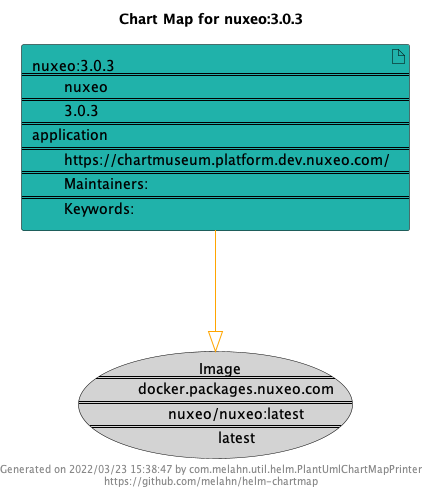 Chart Map for nuxeo:3.0.3
nuxeo:3.0.3
nuxeo
3.0.3
application
https://chartmuseum.platform.dev.nuxeo.com/
Maintainers:
Keywords:
Image
docker.packages.nuxeo.com
nuxeo/nuxeo:latest
latest
Generated on 2022/03/23 15:38:47 by com.melahn.util.helm.PlantUmlChartMapPrinter
https://github.com/melahn/helm-chartmap